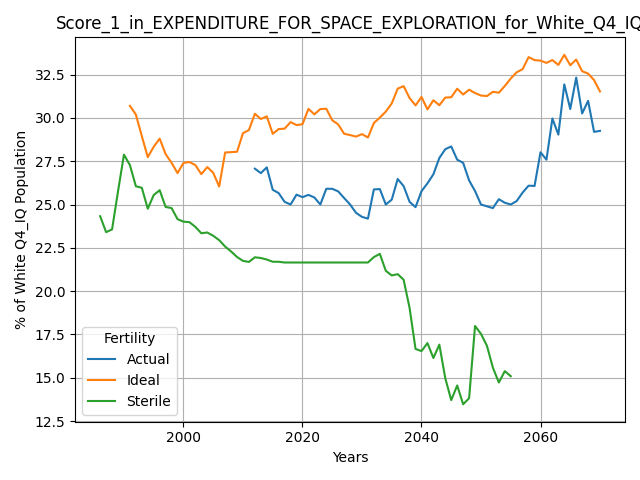 Score_1_in_EXPENDITURE_FOR_SPACE_EXPLORATION_for_White_Q4_IQ
% of White Q4_IQ Population
32.5
30.0
27.5
25.0
22.5
20.0
17.5
15.0
12.5
Fertility
Actual
Ideal
Sterile
2000
2020
2040
2060
Years